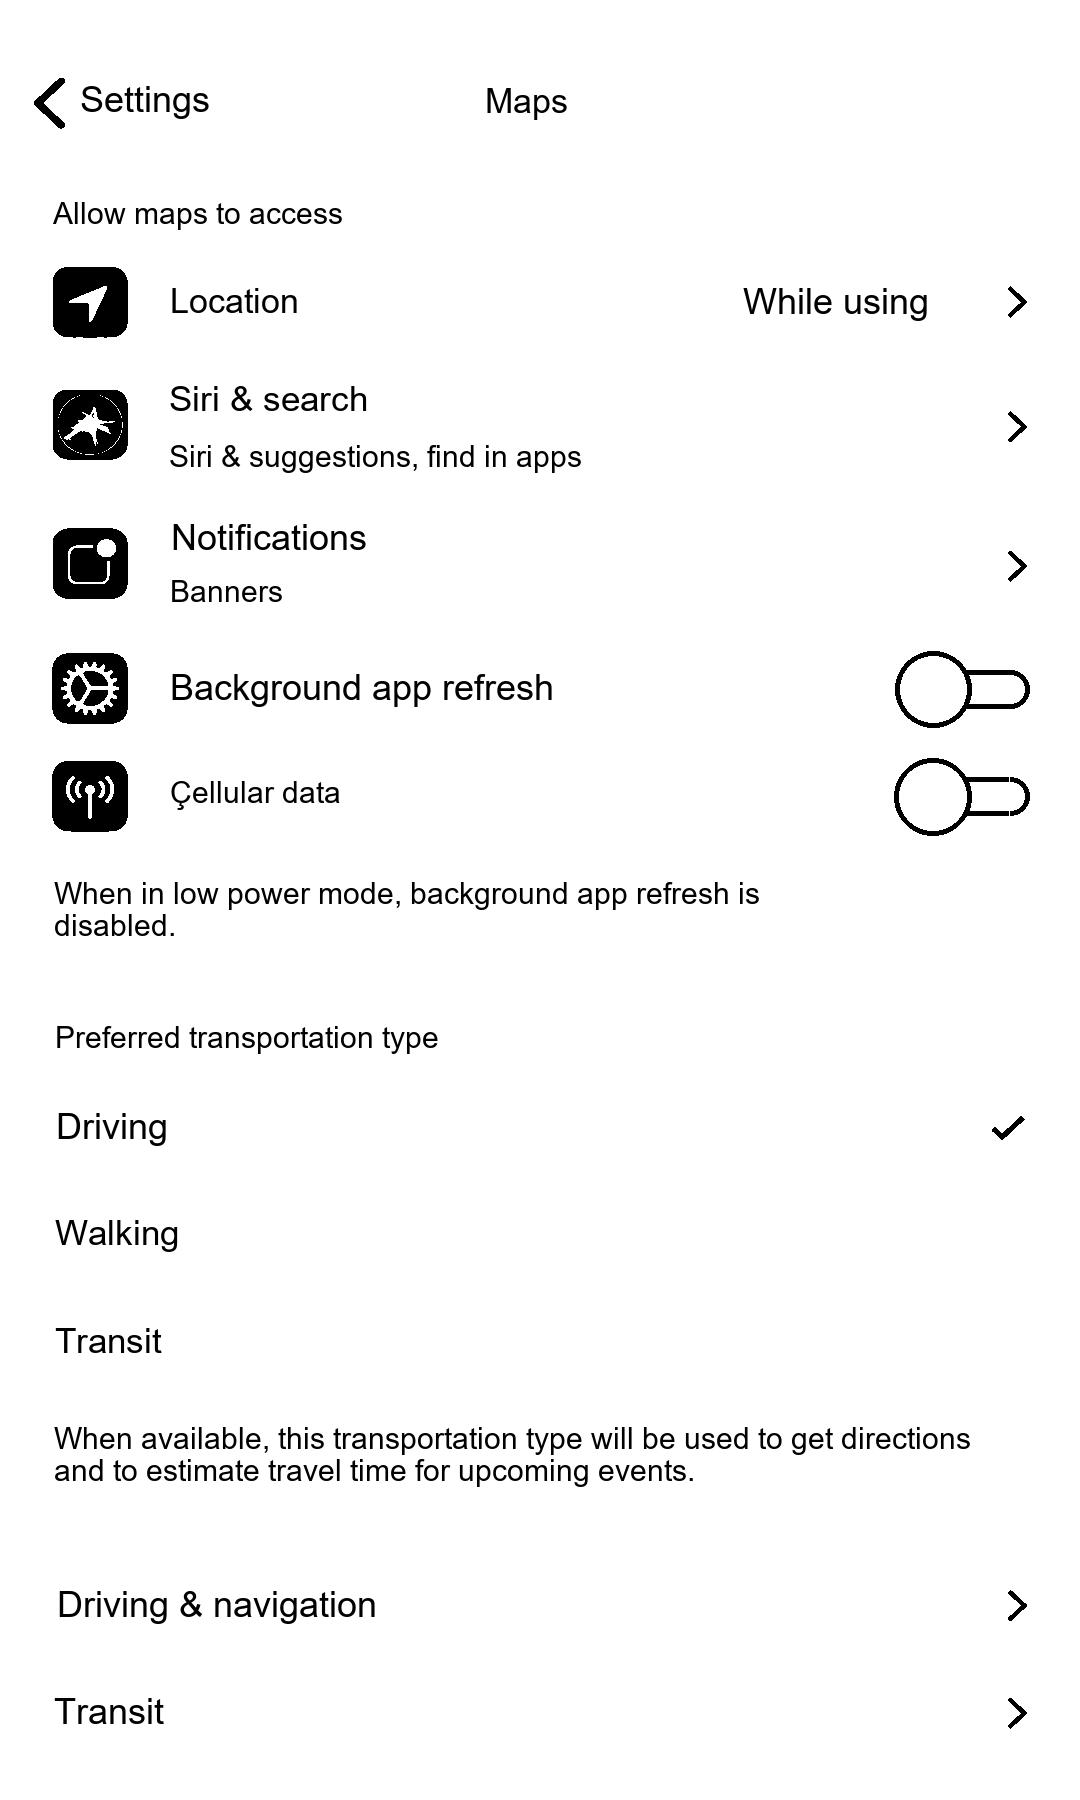 Settings
Maps
Allow maps to access
Location
While using
Siri & search
Siri & suggestions, find in apps
Notifications
Banners
Background app refresh
Çellular data
When in low power mode, background app refresh is
disabled.
Preferred transportation type
Driving
Walking
Transit
When available, this transportation type will be used to get directions
and to estimate travel time for upcoming events.
Driving & navigation
Transit